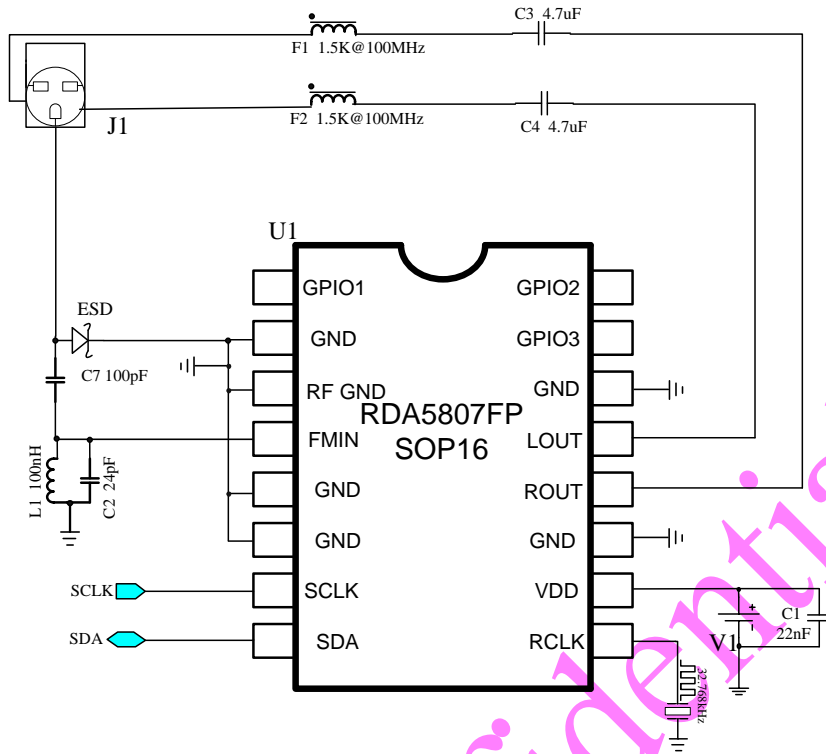 C3 4.7uF
F1 1.5K@100MHz
C4 4.7uF
F2 1.5K@100MHz
J1
U1
GPIO1
GPIO2
ESD
GND
GPIO3
C7 100pF
RF GND
GND
RDA5807FP
SOP16
FMIN
LOUT
L1 100nH
C2 24pF
GND
ROUT
GND
GND
SCLK
SCLK
VDD
C1
22nF
V1
SDA
SDA
RCLK
32.768kHz
fidential